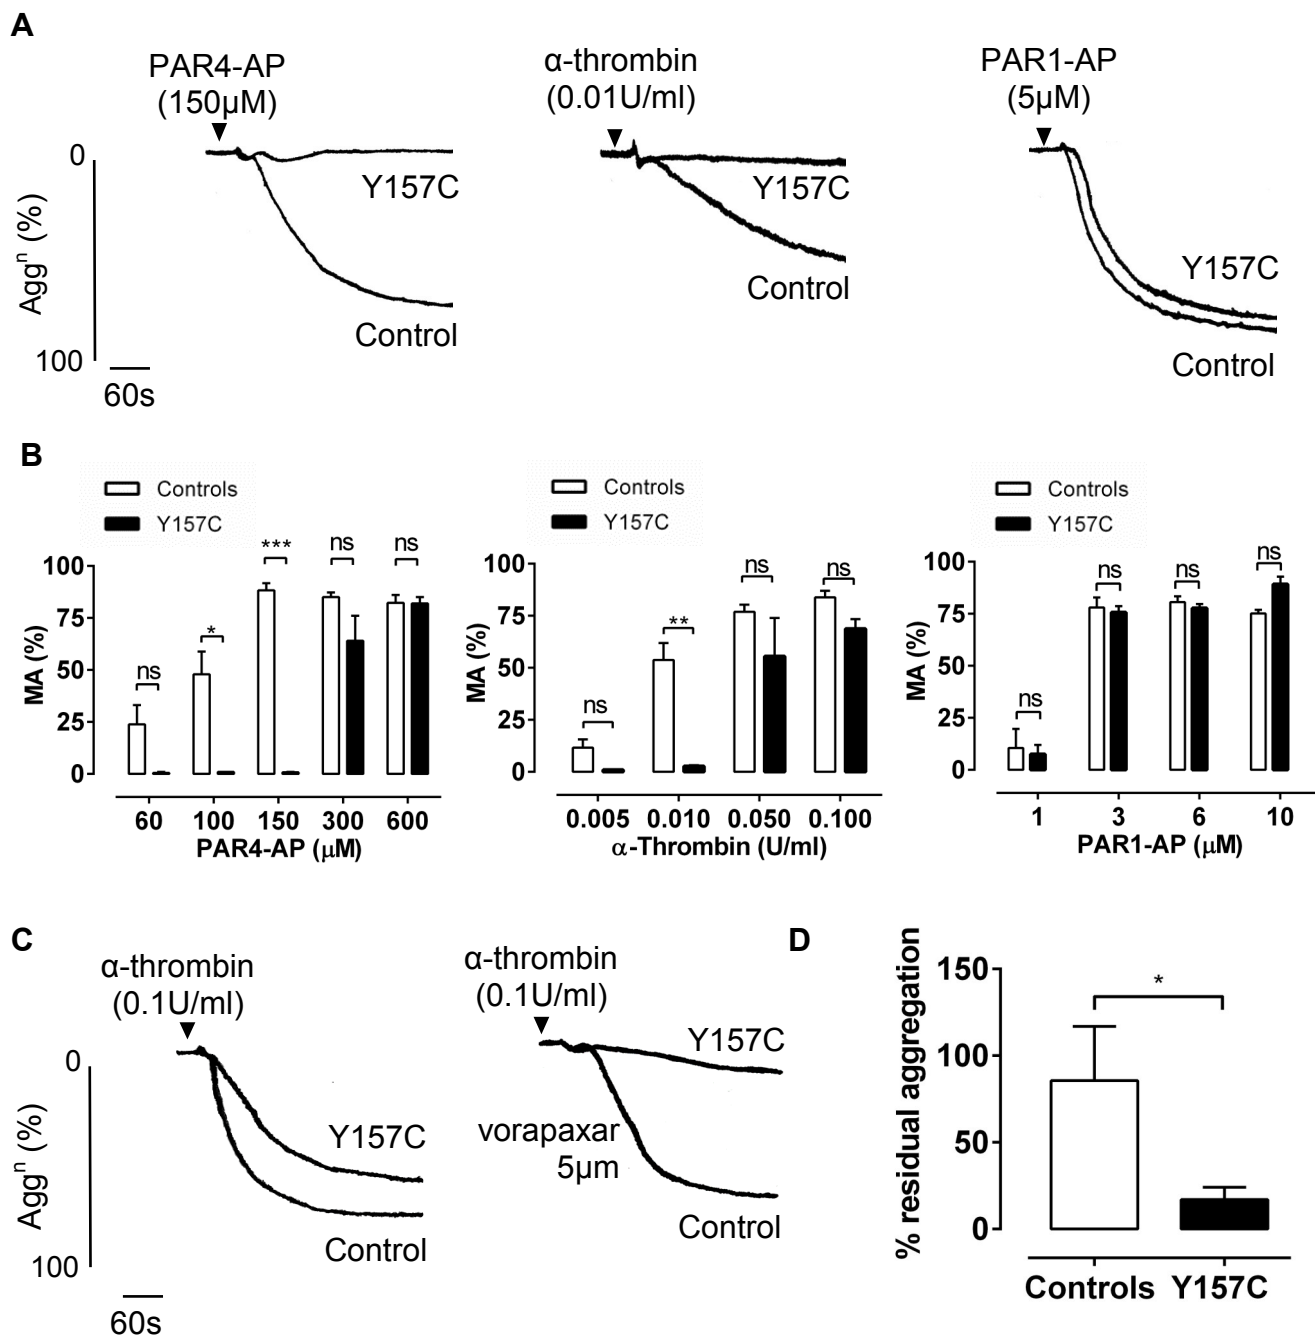 A
PAR4-AP
(150µM)
α-thrombin
(0.01U/ml)
PAR1-AP
(5µM)
0
Aggⁿ (%)
100
60s
Y157C
Control
Y157C
Control
Y157C
Control
B
Controls
Y157C
100
75
50
25
0
MA (%)
ns
*
***
ns
ns
60 100 150 300 600
PAR4-AP (µM)
Controls
Y157C
100
75
50
25
0
MA (%)
ns
**
ns
ns
0.005 0.010 0.050 0.100
α-Thrombin (U/ml)
Controls
Y157C
100
75
50
25
0
MA (%)
ns
ns
ns
ns
1 3 6 10
PAR1-AP (µM)
C
α-thrombin
(0.1U/ml)
0
Aggⁿ (%)
100
60s
Y157C
Control
α-thrombin
(0.1U/ml)
Y157C
vorapaxar
5µm
Control
D
% residual aggregation
150
100
50
0
*
Controls Y157C